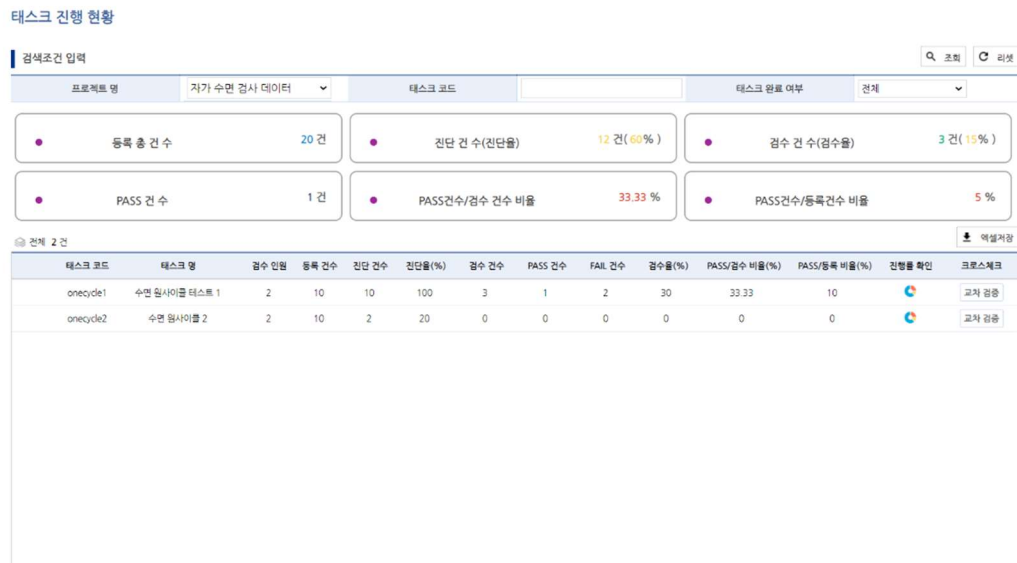 태스크 진행 현황
검색조건 입력
조회 리셋
프로젝트 명 자가 수면 검사 데이터 태스크 코드 태스크 완료 여부 전체
등록 총 건 수 20 건 진단 건 수(진단율) 12 건( 60% ) 검수 건 수(검수율) 3 건( 15% )
PASS 건 수 1 건 PASS건수/검수 건수 비율 33.33 % PASS건수/등록건수 비율 5 %
전체 2 건 엑셀저장
태스크 코드 태스크 명 검수 인원 등록 건수 진단 건수 진단율(%) 검수 건수 PASS 건수 FAIL 건수 검수율(%) PASS/검수 비율(%) PASS/등록 비율(%) 진행률 확인 크로스체크
onecycle1 수면 원사이클 테스트 1 2 10 10 100 3 1 2 30 33.33 10 교차 검증
onecycle2 수면 원사이클 2 2 10 2 20 0 0 0 0 0 0 교차 검증